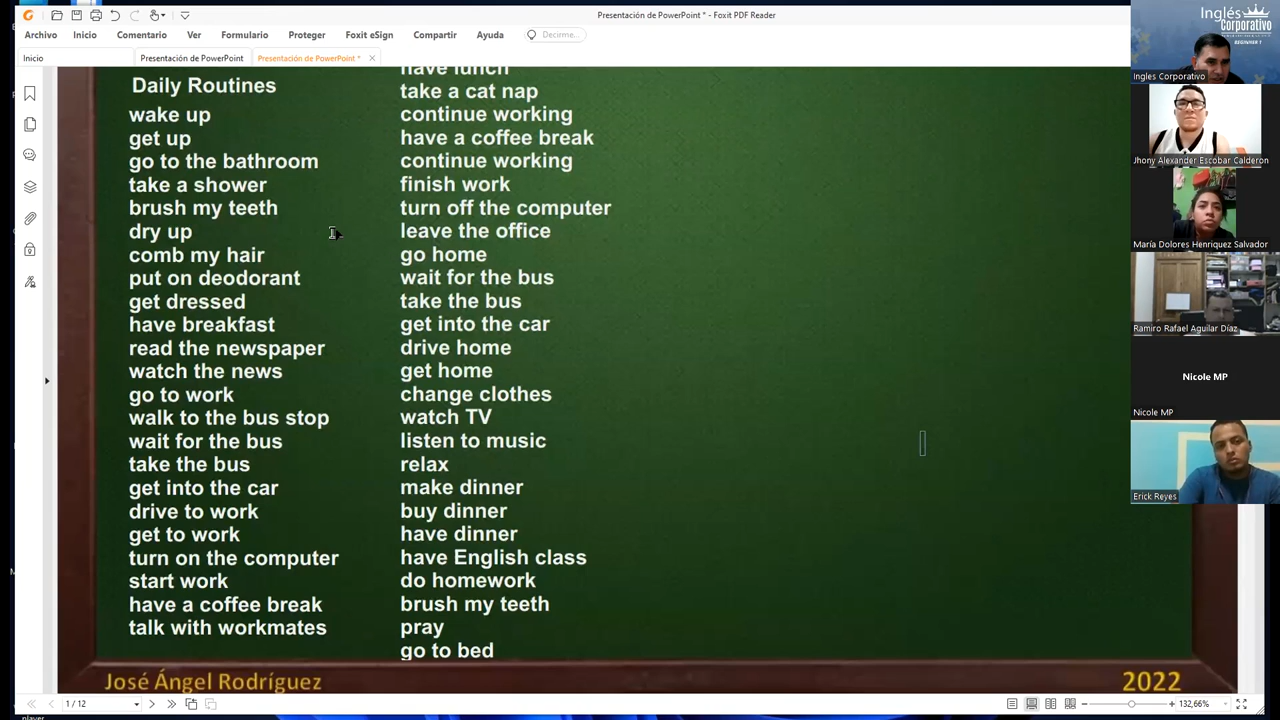 Presentación de PowerPoint * - Foxit PDF Reader
Archivo
Inicio
Comentario
Ver
Formulario
Proteger
Foxit eSign
Compartir
Ayuda
Decirme...
Inicio
Presentación de PowerPoint
Presentación de PowerPoint *
Daily Routines
wake up
get up
go to the bathroom
take a shower
brush my teeth
dry up
comb my hair
put on deodorant
get dressed
have breakfast
read the newspaper
watch the news
go to work
walk to the bus stop
wait for the bus
take the bus
get into the car
drive to work
get to work
turn on the computer
start work
have a coffee break
talk with workmates
have lunch
take a cat nap
continue working
have a coffee break
continue working
finish work
turn off the computer
leave the office
go home
wait for the bus
take the bus
get into the car
drive home
get home
change clothes
watch TV
listen to music
relax
make dinner
buy dinner
have dinner
have English class
do homework
brush my teeth
pray
go to bed
José Ángel Rodríguez
2022
1 / 12
132,66%
Inglés
Corporativo
BEGINNER 1
Ingles Corporativo
Jhony Alexander Escobar Calderon
María Dolores Henriquez Salvador
Ramiro Rafael Aguilar Díaz
Nicole MP
Nicole MP
Erick Reyes